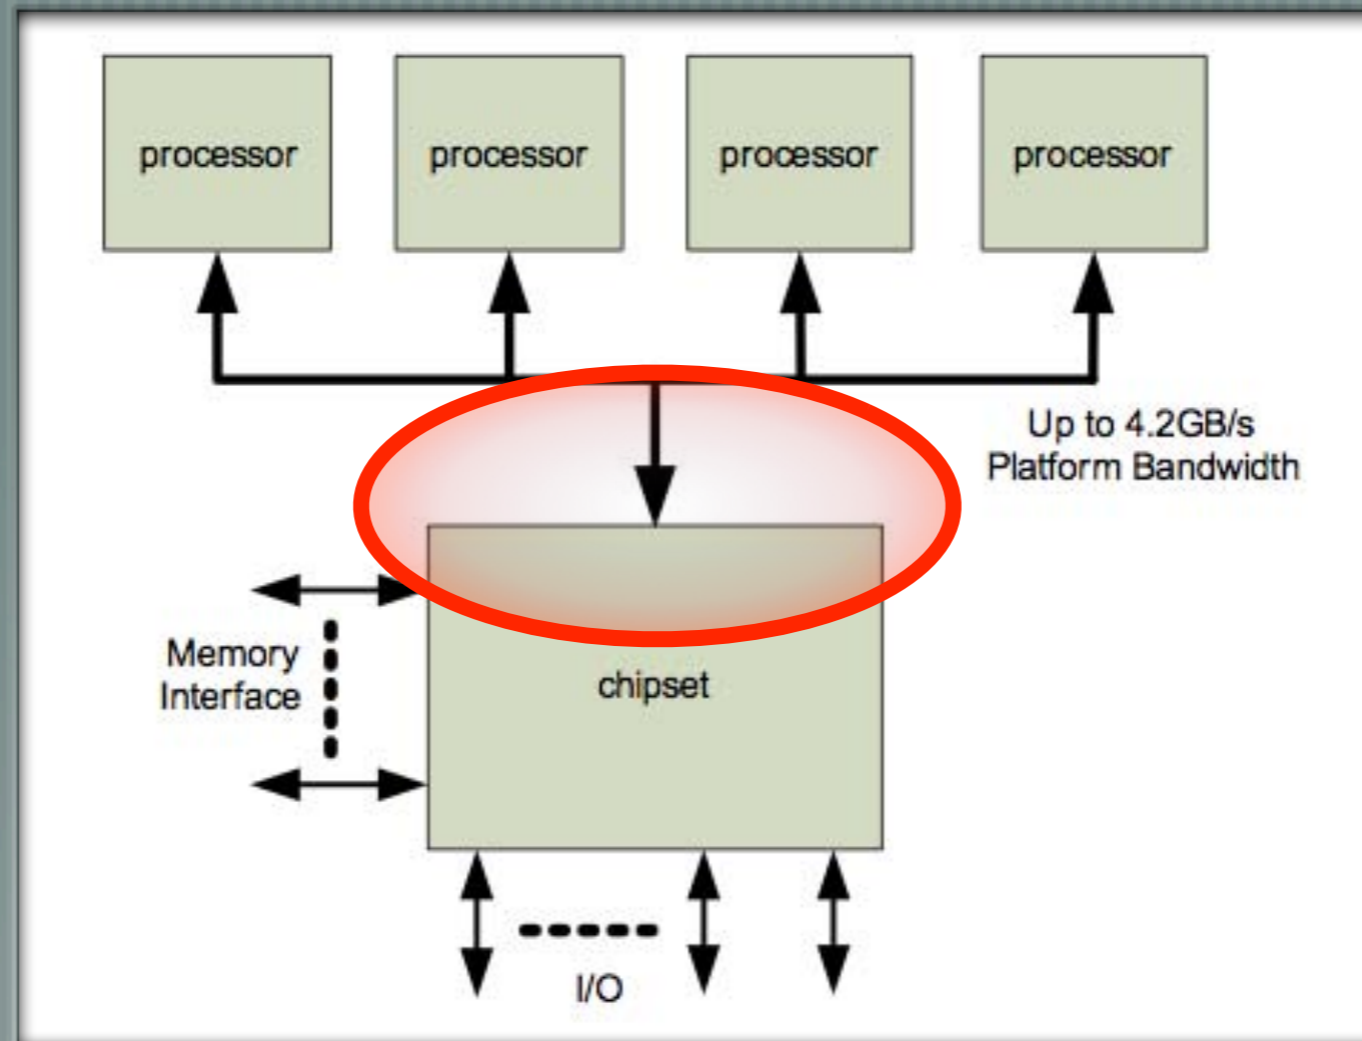 processor
processor
processor
processor
Up to 4.2GB/s
Platform Bandwidth
Memory
Interface
chipset
I/O